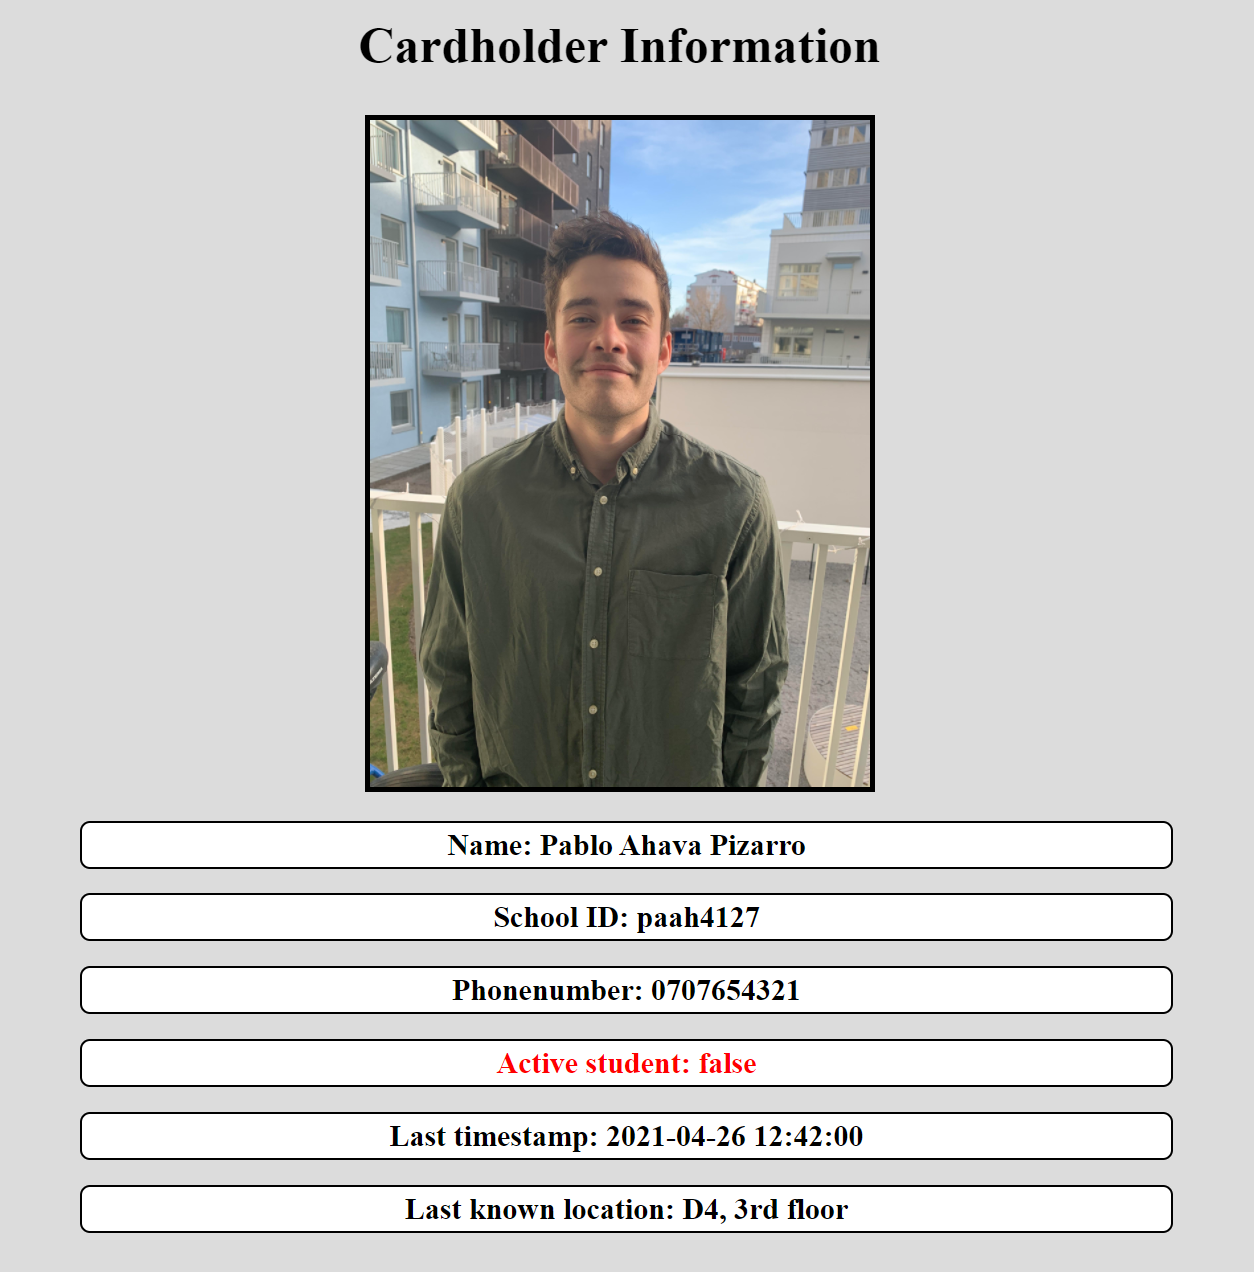 Cardholder Information
Name: Pablo Ahava Pizarro
School ID: paah4127
Phonenumber: 0707654321
Active student: false
Last timestamp: 2021-04-26 12:42:00
Last known location: D4, 3rd floor